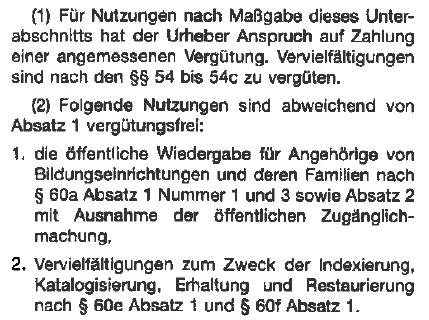 (1) Für Nutzungen nach Maßgabe dieses Unter-
abschnitts hat der Urheber Anspruch auf Zahlung
einer angemessenen Vergütung. Vervielfältigungen
sind nach den §§ 54 bis 54c zu vergüten.
(2) Folgende Nutzungen sind abweichend von
Absatz 1 vergütungsfrei:
1. die öffentliche Wiedergabe für Angehörige von
Bildungseinrichtungen und deren Familien nach
§ 60a Absatz 1 Nummer 1 und 3 sowie Absatz 2
mit Ausnahme der öffentlichen Zugänglich-
machung,
2. Vervielfältigungen zum Zweck der Indexierung,
Katalogisierung, Erhaltung und Restaurierung
nach § 60e Absatz 1 und § 60f Absatz 1.